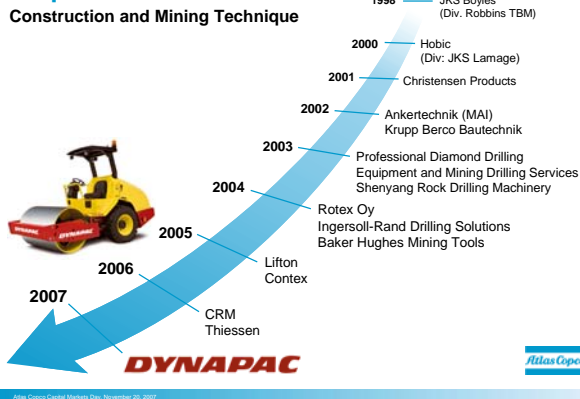 Construction and Mining Technique
1998
JKS Boyles
(Div. Robbins TBM)
2000
Hobic
(Div: JKS Lamage)
2001
Christensen Products
2002
Ankertechnik (MAI)
Krupp Berco Bautechnik
2003
Professional Diamond Drilling
Equipment and Mining Drilling Services
Shenyang Rock Drilling Machinery
2004
Rotex Oy
Ingersoll-Rand Drilling Solutions
Baker Hughes Mining Tools
2005
Lifton
Contex
2006
CRM
Thiessen
2007
DYNAPAC
DYNAPAC
DYNAPAC
Atlas Copco
Atlas Copco Capital Markets Day, November 20, 2007